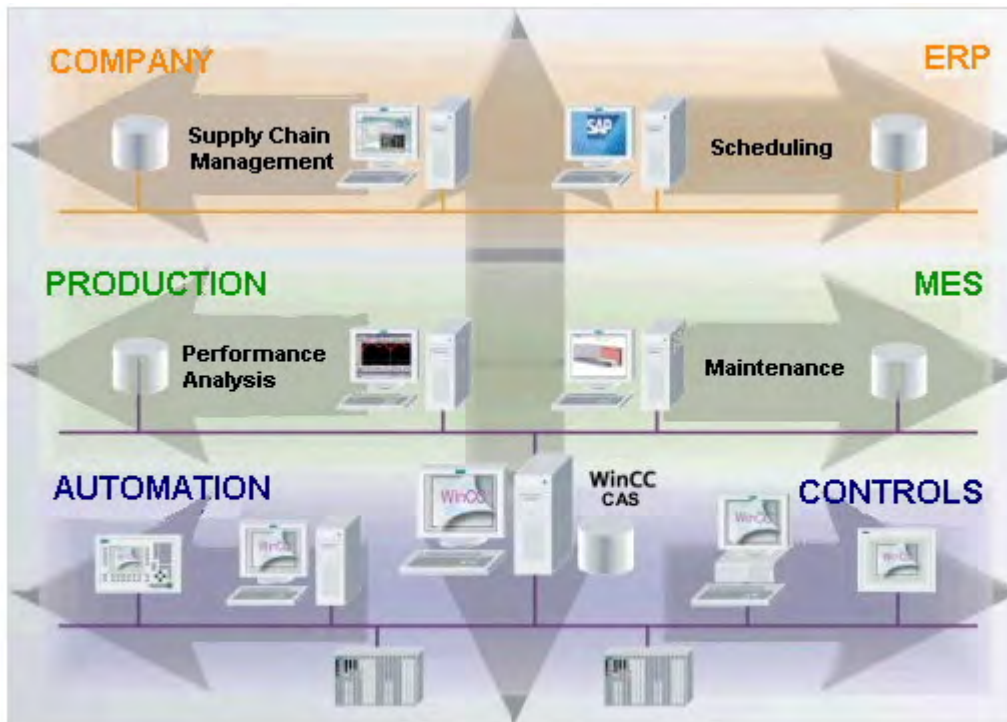 COMPANY
ERP
Supply Chain
Management
SAP
Scheduling
PRODUCTION
MES
Performance
Analysis
Maintenance
AUTOMATION
WinCC
WinCC
CAS
CONTROLS
WinCC
WinCC